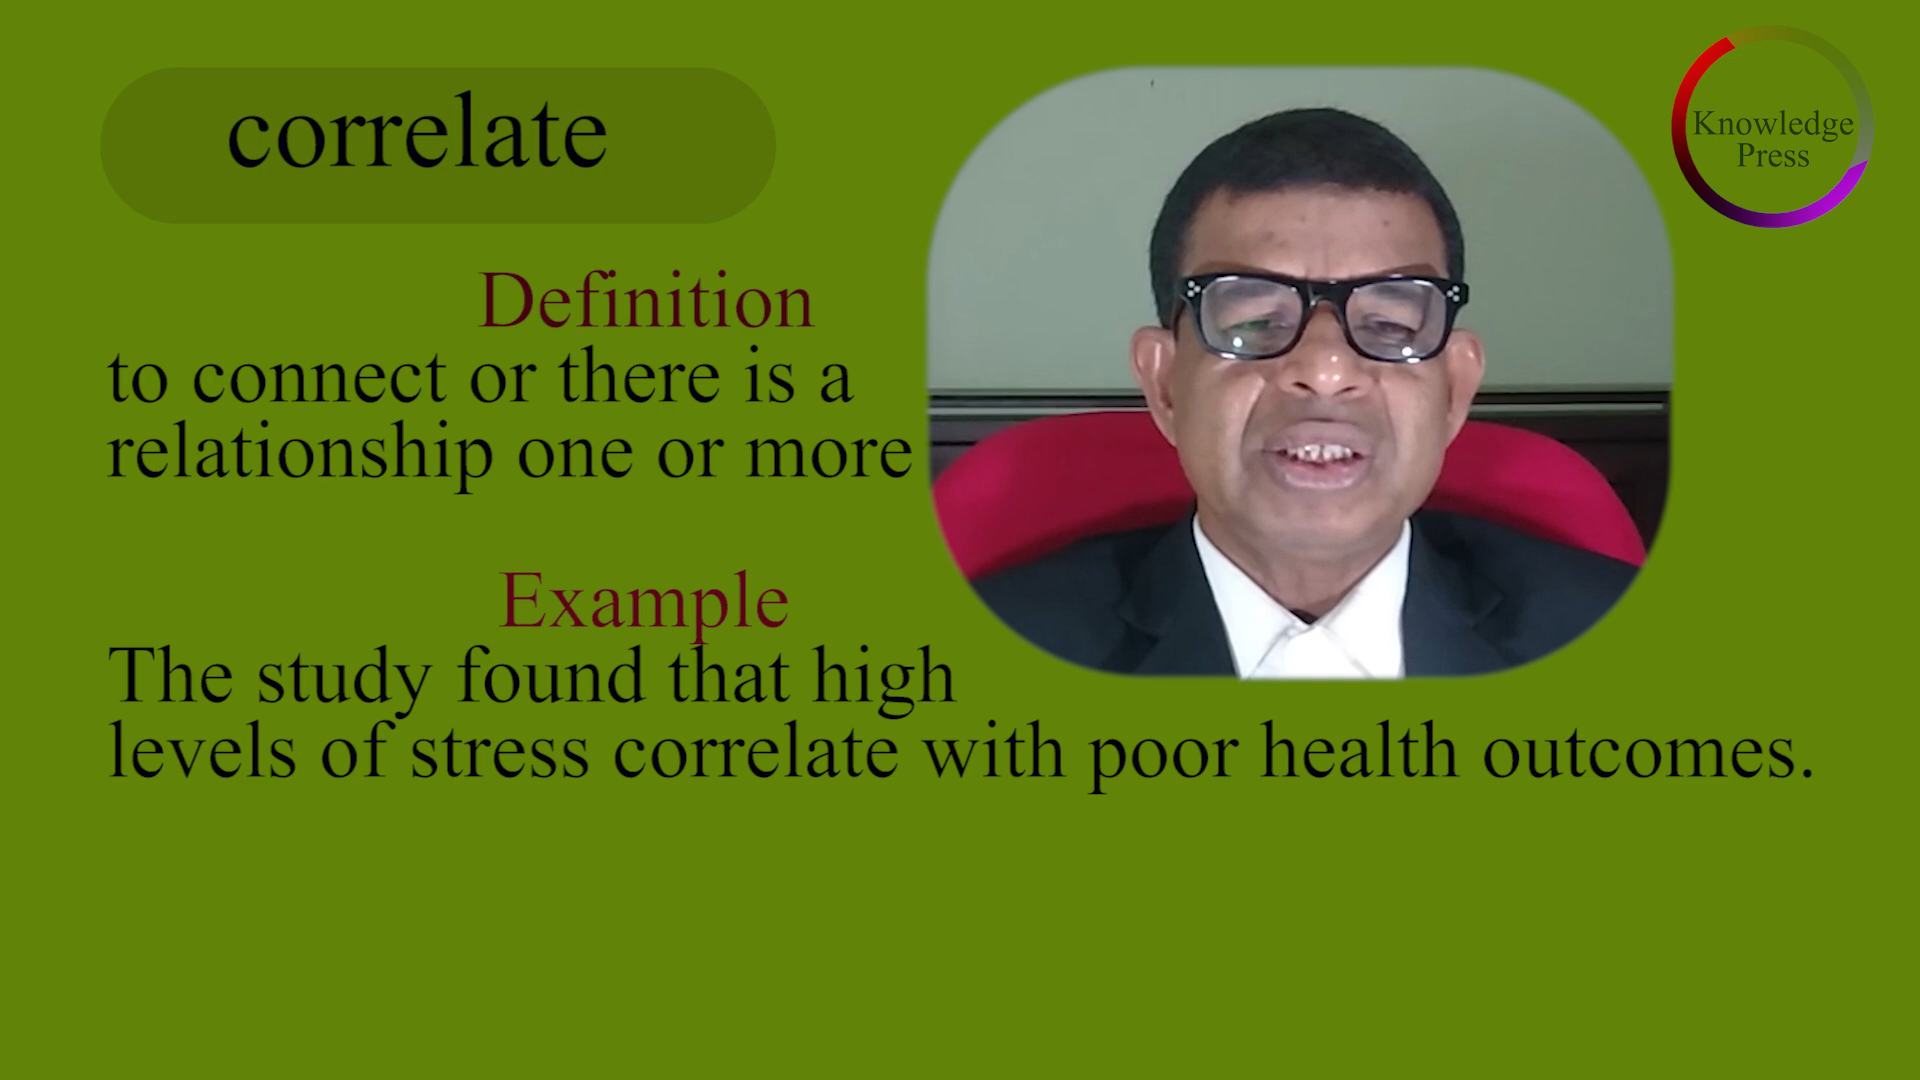 correlate
Knowledge
Press
Definition
to connect or there is a
relationship one or more
Example
The study found that high
levels of stress correlate with poor health outcomes.